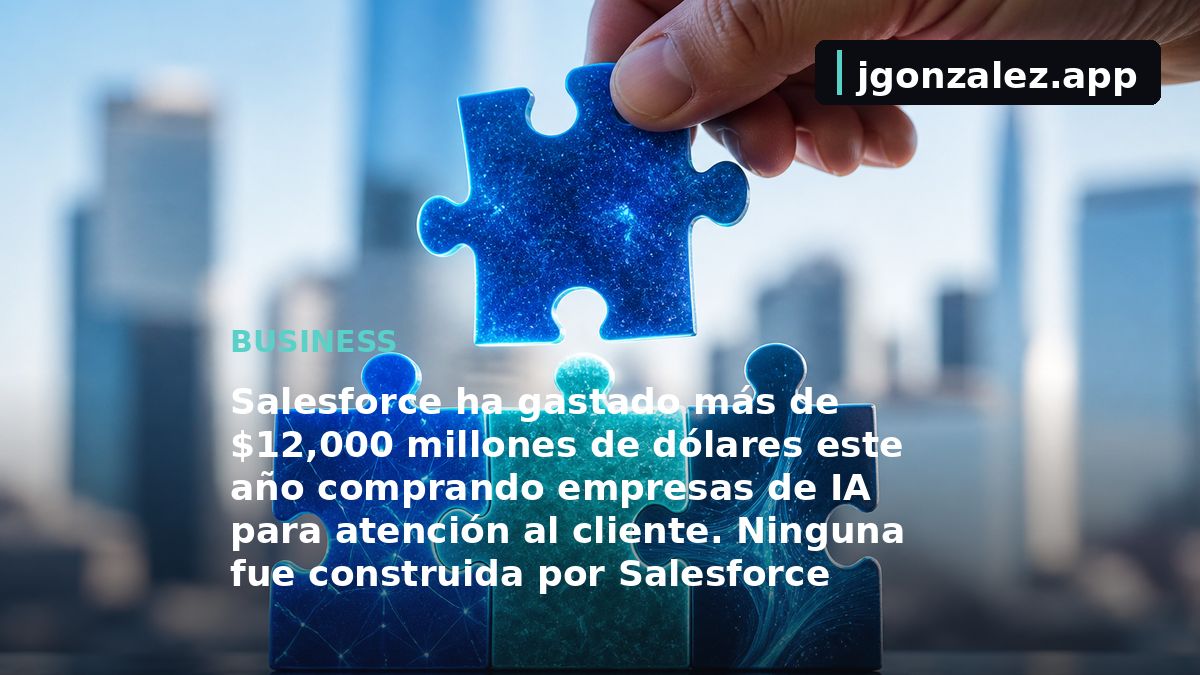 jgonzalez.app
BUSINESS
Salesforce ha gastado más de
$12,000 millones de dólares este
año comprando empresas de IA
para atención al cliente. Ninguna
fue construida por Salesforce